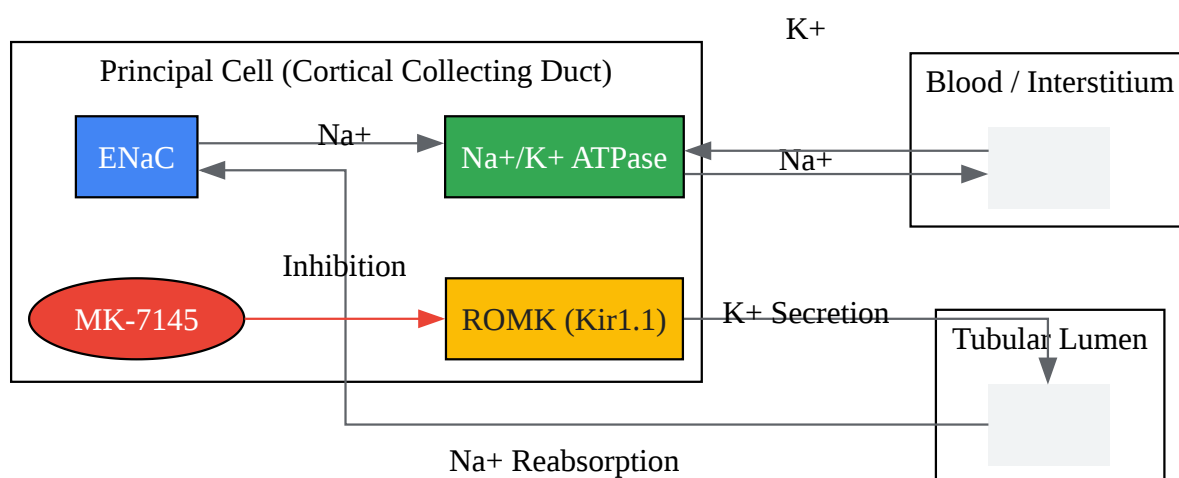 K+
Principal Cell (Cortical Collecting Duct)
Blood / Interstitium
ENaC
Na+
Na+/K+ ATPase
Na+
Inhibition
MK-7145
ROMK (Kir1.1)
K+ Secretion
Tubular Lumen
Na+ Reabsorption